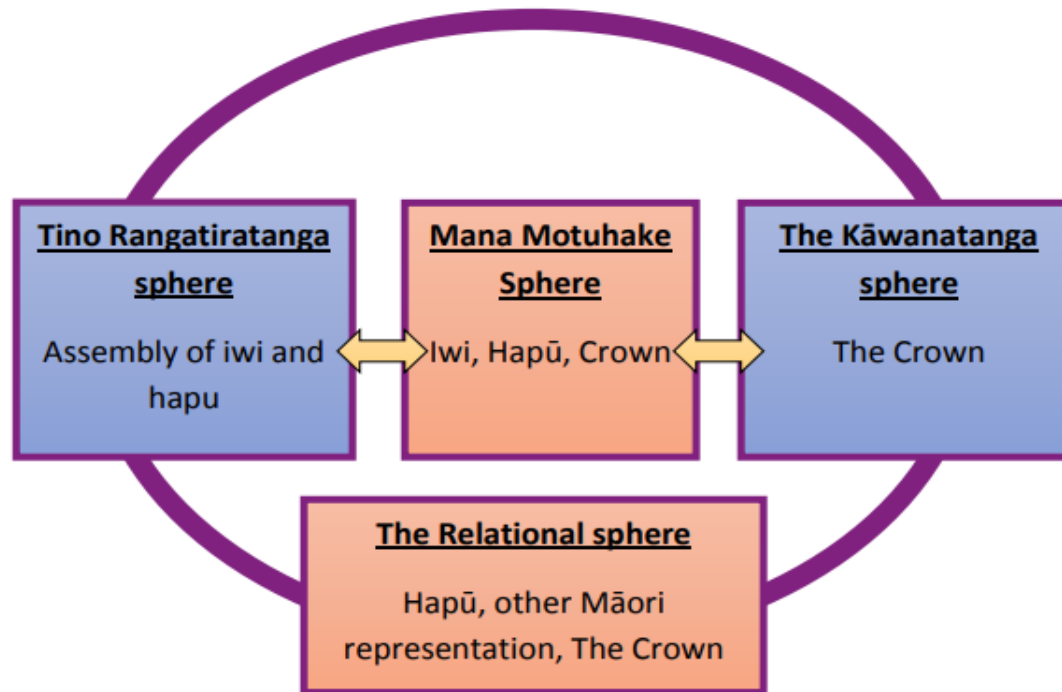 Tino Rangatiratanga
sphere
Assembly of iwi and
hapu
Mana Motuhake
Sphere
Iwi, Hapū, Crown
The Kāwanatanga
sphere
The Crown
The Relational sphere
Hapū, other Māori
representation, The Crown